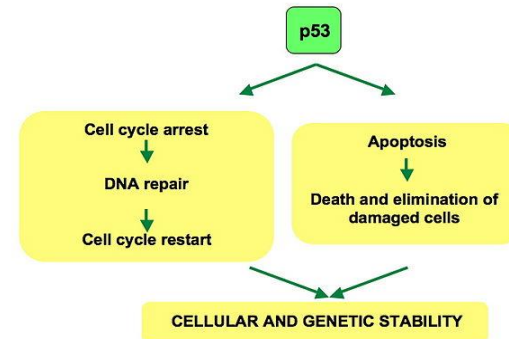 p53
Cell cycle arrest
DNA repair
Cell cycle restart
Apoptosis
Death and elimination of
damaged cells
CELLULAR AND GENETIC STABILITY